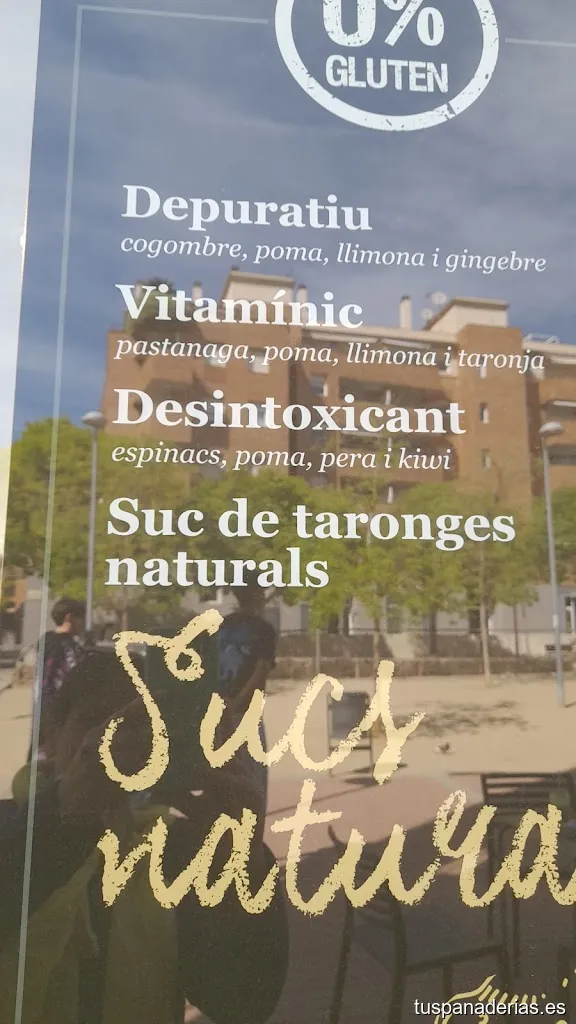 0%
GLUTEN
Depuratiu
cogombre, poma, llimona i gingebre
Vitamínic
pastanaga, poma, llimona i taronja
Desintoxicant
espinacs, poma, pera i kiwi
Suc de taronges
naturals
Sucs
natura
tuspanaderias.es